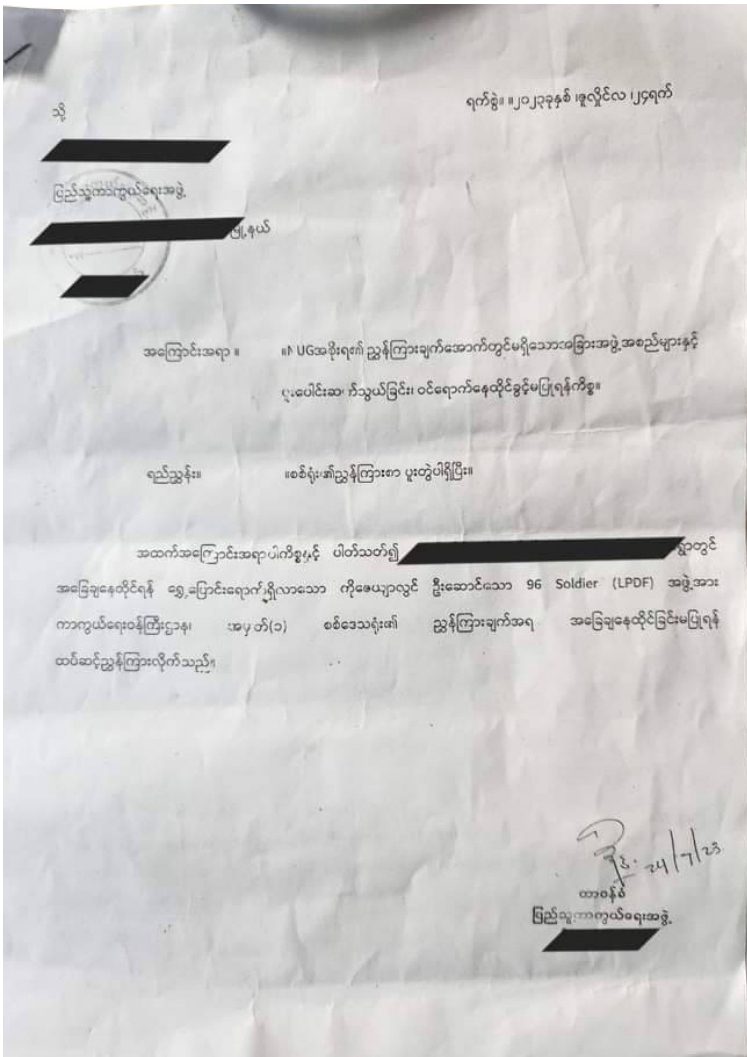 ရက်စွဲ။ ။၂၀၂၃ခုနှစ် ၊ဇူလိုင်လ ၊၂၄ရက်
သို့
ပြည်သူ့ကာကွယ်ရေးအဖွဲ့
မြို့နယ်
အကြောင်းအရာ ။ ။NUGအစိုးရ၏ ညွှန်ကြားချက်အောက်တွင်မရှိသောအခြားအဖွဲ့အစည်းများနှင့်
ပူးပေါင်းဆက်သွယ်ခြင်း၊ ဝင်ရောက်နေထိုင်ခွင့်မပြုရန်ကိစ္စ။
ရည်ညွှန်း။ ။စစ်ရုံး၏ညွှန်ကြားစာ ပူးတွဲပါရှိပြီး။
အထက်အကြောင်းအရာပါကိစ္စနှင့် ပါတ်သတ်၍ ရွာတွင်
အခြေချနေထိုင်ရန် ရွှေ့ပြောင်းရောက်ရှိလာသော ကိုဇေယျာလွင် ဦးဆောင်သော 96 Soldier (LPDF) အဖွဲ့အား
ကာကွယ်ရေးဝန်ကြီးဌာန၊ အမှတ်(၁) စစ်ဒေသရုံး၏ ညွှန်ကြားချက်အရ အခြေချနေထိုင်ခြင်းမပြုရန်
ထပ်ဆင့်ညွှန်ကြားလိုက်သည်။
24/7/23
တာဝန်ခံ
ပြည်သူ့ကာကွယ်ရေးအဖွဲ့